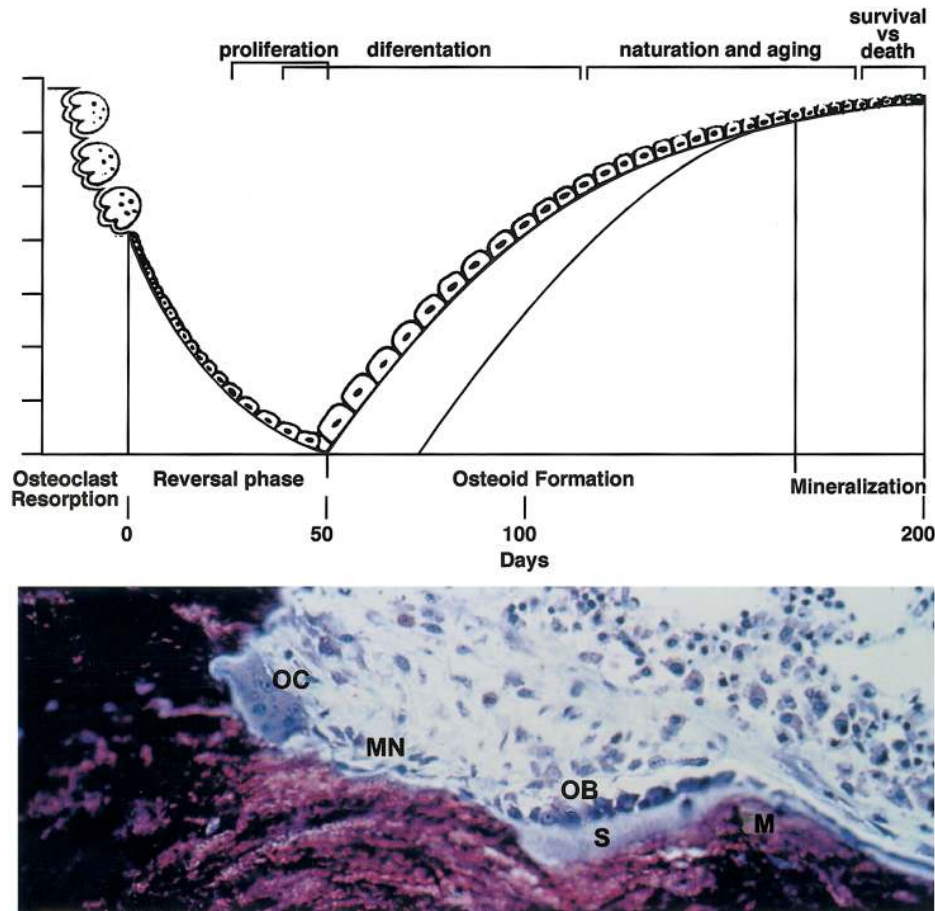 survival
vs
death
proliferation
diferentation
naturation and aging
Osteoclast
Resorption
Reversal phase
Osteoid Formation
Mineralization
0
50
100
200
Days
OC
MN
OB
S
M